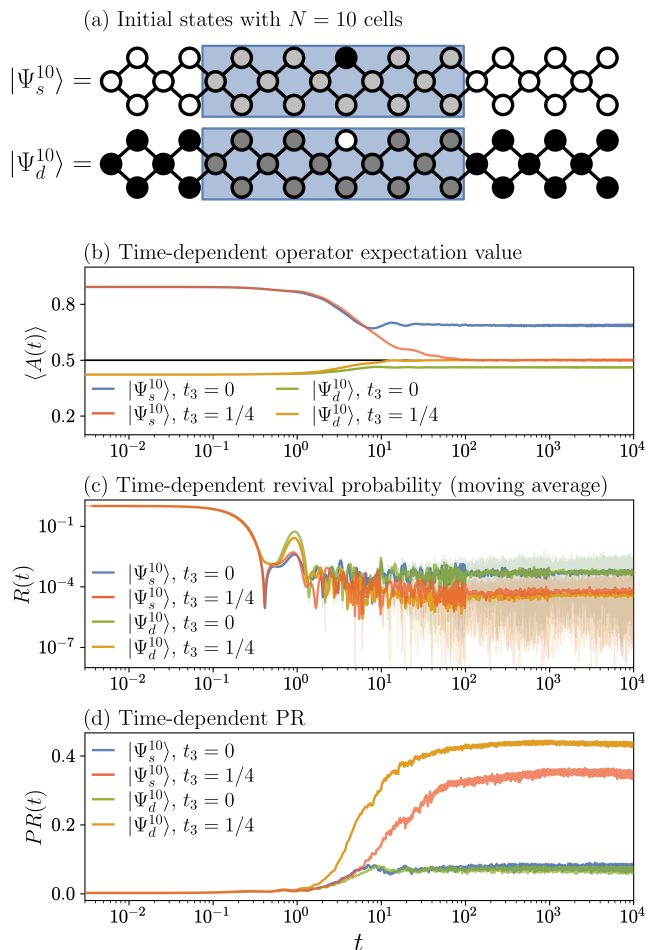 (a) Initial states with N = 10 cells
|Ψ_s^{10}⟩ =
|Ψ_d^{10}⟩ =
(b) Time-dependent operator expectation value
⟨A(t)⟩
0.8
0.5
0.2
|Ψ_s^{10}⟩, t_3 = 0
|Ψ_d^{10}⟩, t_3 = 0
|Ψ_s^{10}⟩, t_3 = 1/4
|Ψ_d^{10}⟩, t_3 = 1/4
10^{-2} 10^{-1} 10^0 10^1 10^2 10^3 10^4
(c) Time-dependent revival probability (moving average)
R(t)
10^{-1}
10^{-4}
10^{-7}
|Ψ_s^{10}⟩, t_3 = 0
|Ψ_s^{10}⟩, t_3 = 1/4
|Ψ_d^{10}⟩, t_3 = 0
|Ψ_d^{10}⟩, t_3 = 1/4
10^{-2} 10^{-1} 10^0 10^1 10^2 10^3 10^4
(d) Time-dependent PR
PR(t)
0.4
0.2
0.0
|Ψ_s^{10}⟩, t_3 = 0
|Ψ_s^{10}⟩, t_3 = 1/4
|Ψ_d^{10}⟩, t_3 = 0
|Ψ_d^{10}⟩, t_3 = 1/4
10^{-2} 10^{-1} 10^0 10^1 10^2 10^3 10^4
t